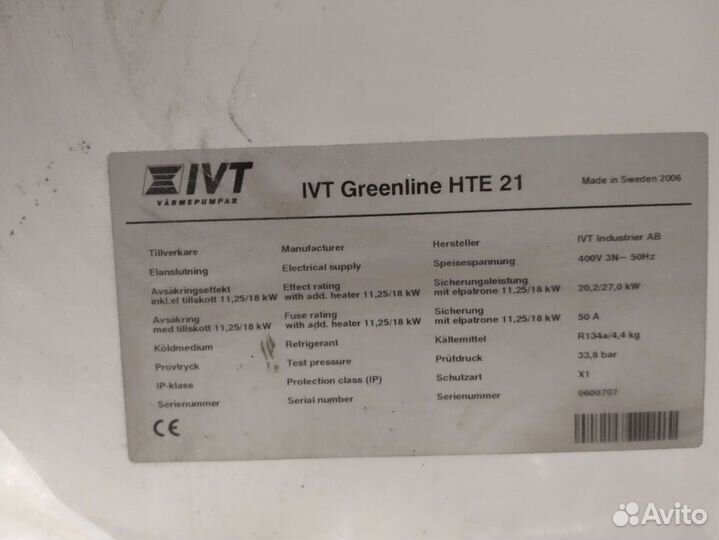 IVT
VÄRMEPUMPAR
IVT Greenline HTE 21
Made in Sweden 2006
Tillverkare Manufacturer Hersteller IVT Industrier AB
Elanslutning Electrical supply Speisespannung 400V 3N~ 50Hz
Avsäkringseffekt Effect rating Sicherungsleistung 20,2/27,0 kW
inkl.el tillskott 11,25/18 kW with add. heater 11,25/18 kW mit elpatrone 11,25/18 kW
Avsäkring Fuse rating Sicherung 50 A
med tillskott 11,25/18 kW with add. heater 11,25/18 kW mit elpatrone 11,25/18 kW
Köldmedium Refrigerant Kältemittel R134a/4,4 kg
Provtryck Test pressure Prüfdruck 33,8 bar
IP-klass Protection class (IP) Schutzart X1
Serienummer Serial number Serienummer 0600707
CE
Avito